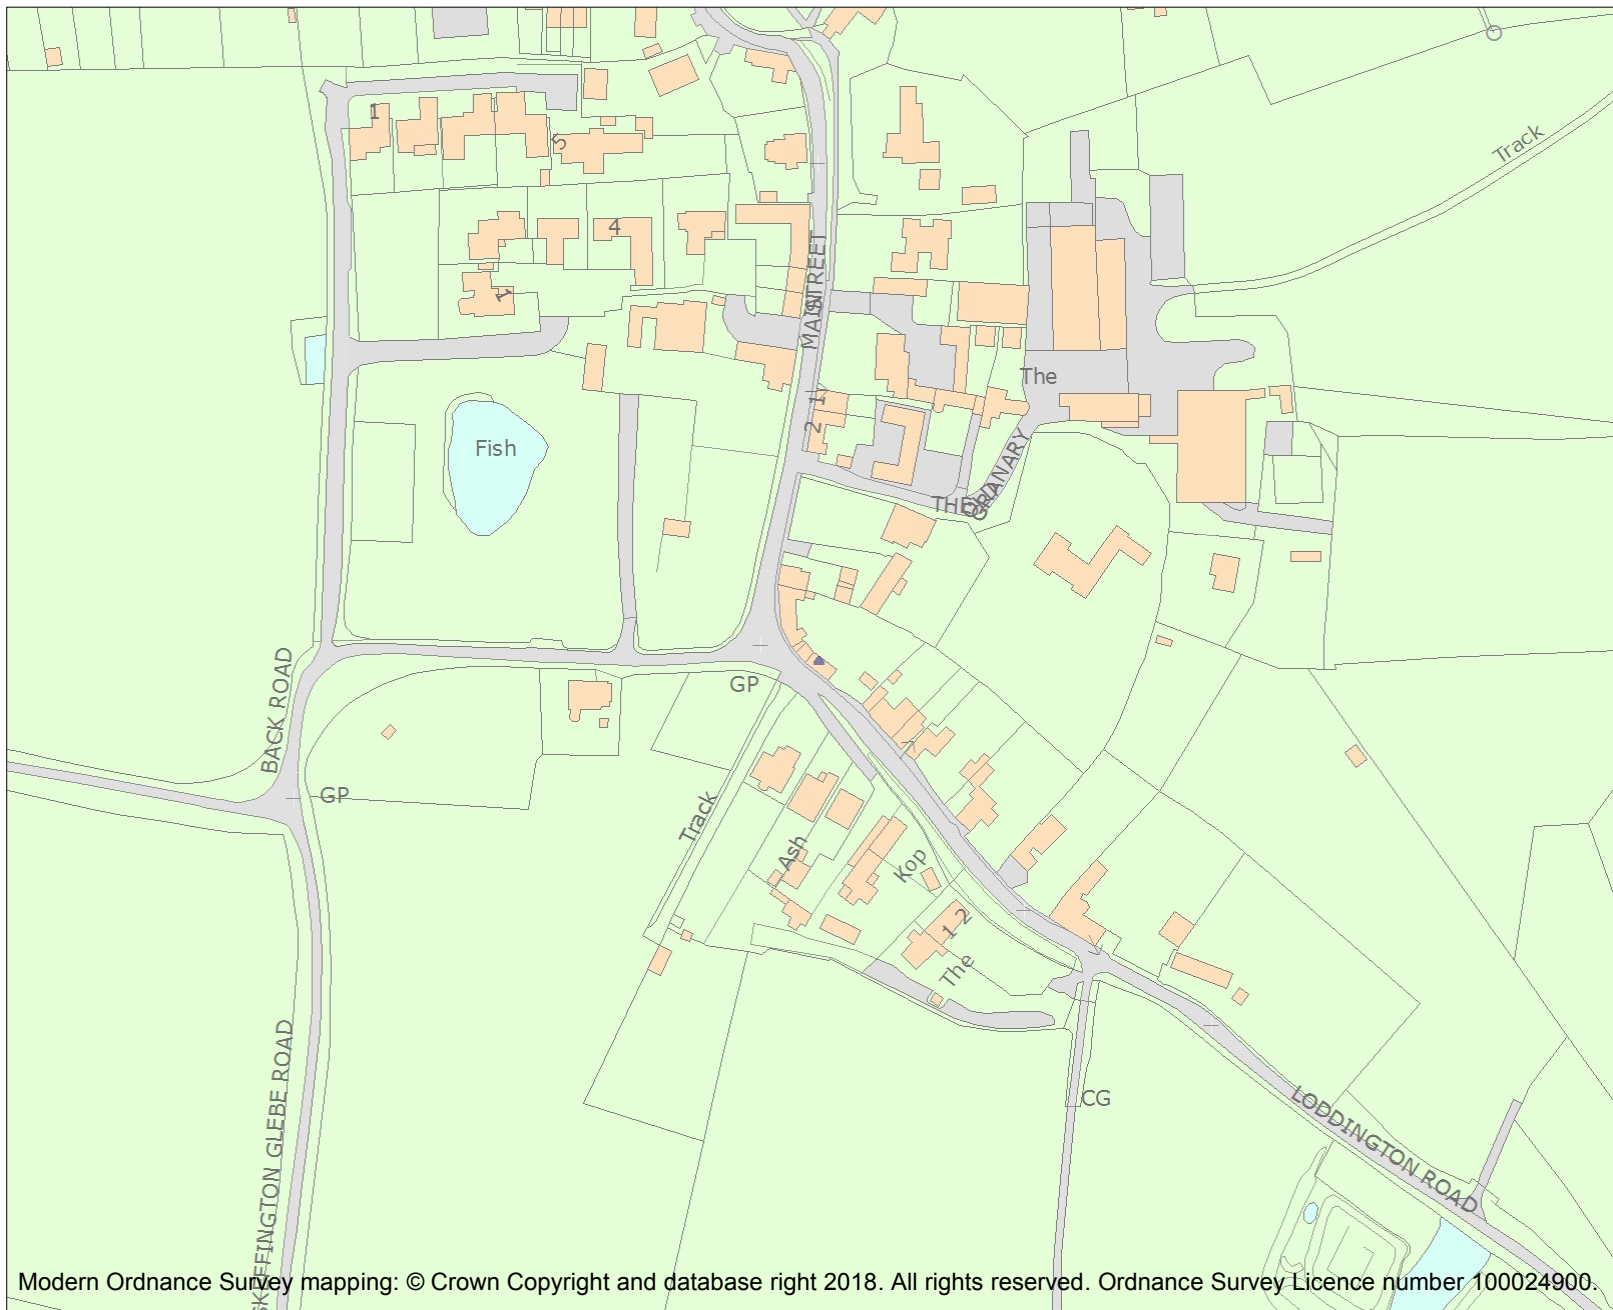 1
5
Track
4
MAIN STREET
1
The
1
2
Fish
GRANARY
THE
BACK ROAD
GP
GP
Track
Ash
Kop
1 2
The
CG
SKEFFINGTON GLEBE ROAD
LODDINGTON ROAD
Modern Ordnance Survey mapping: © Crown Copyright and database right 2018. All rights reserved. Ordnance Survey Licence number 100024900.